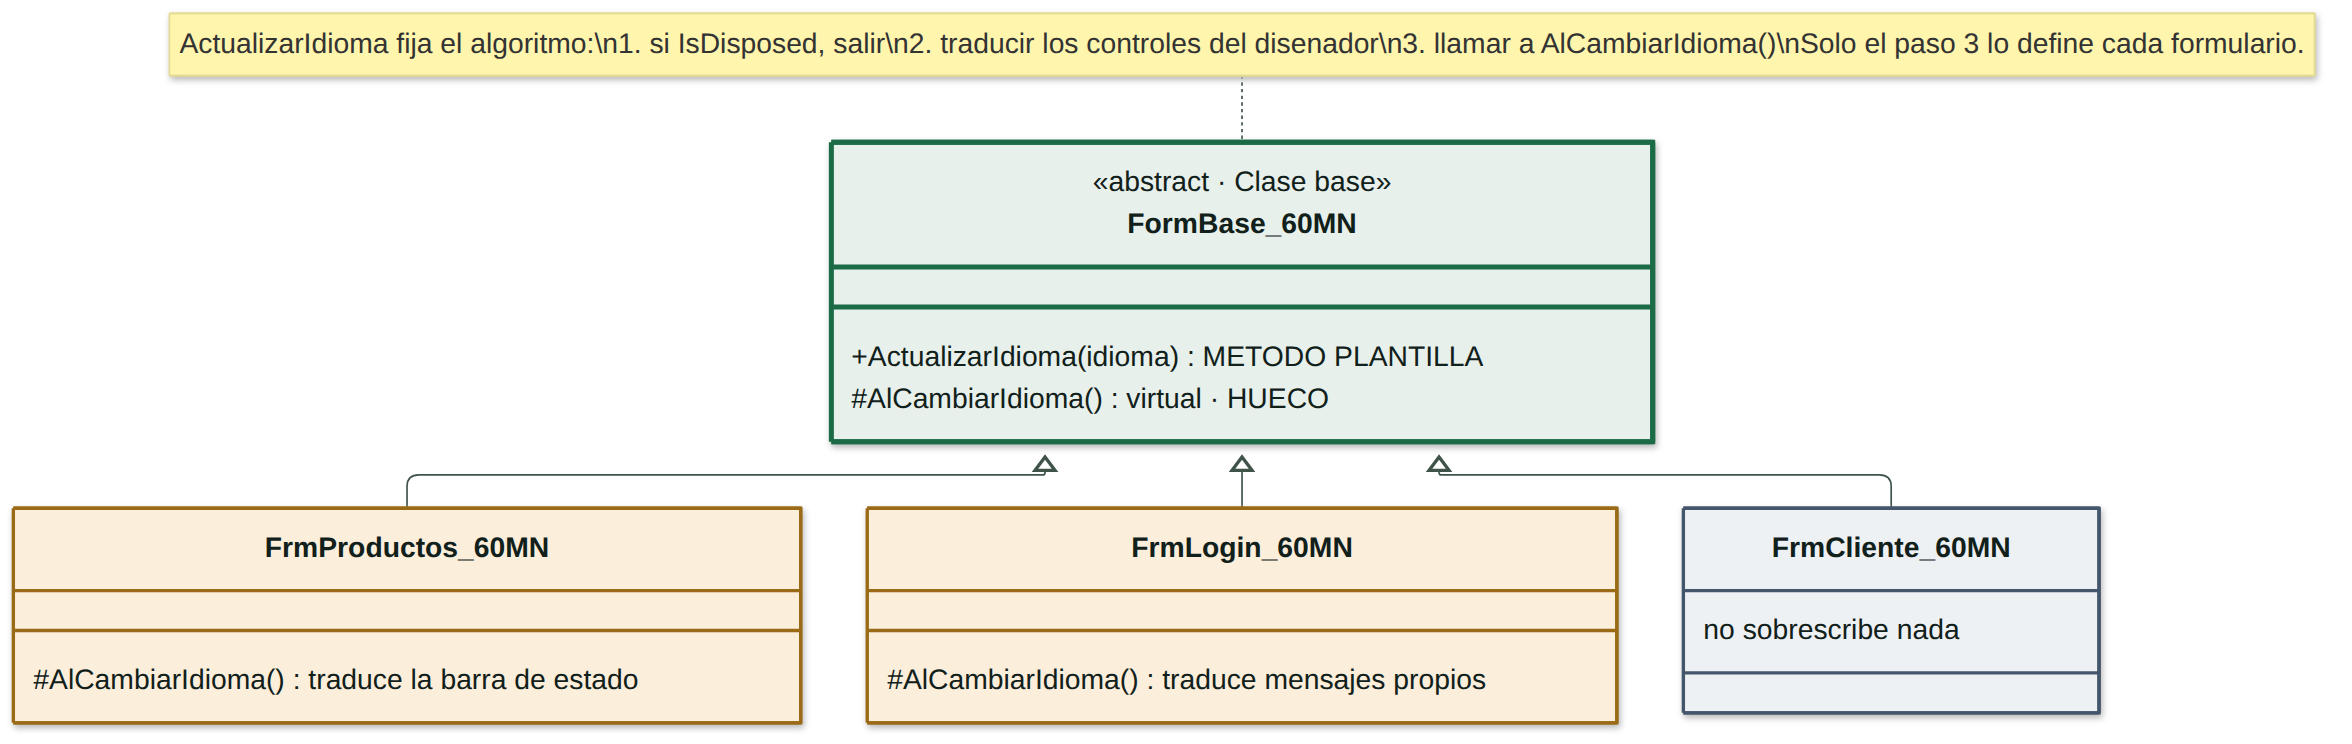 ActualizarIdioma fija el algoritmo:\n1. si IsDisposed, salir\n2. traducir los controles del disenador\n3. llamar a AlCambiarIdioma()\nSolo el paso 3 lo define cada formulario.
«abstract · Clase base»
FormBase_60MN
+ActualizarIdioma(idioma) : METODO PLANTILLA
#AlCambiarIdioma() : virtual · HUECO
FrmProductos_60MN
#AlCambiarIdioma() : traduce la barra de estado
FrmLogin_60MN
#AlCambiarIdioma() : traduce mensajes propios
FrmCliente_60MN
no sobrescribe nada